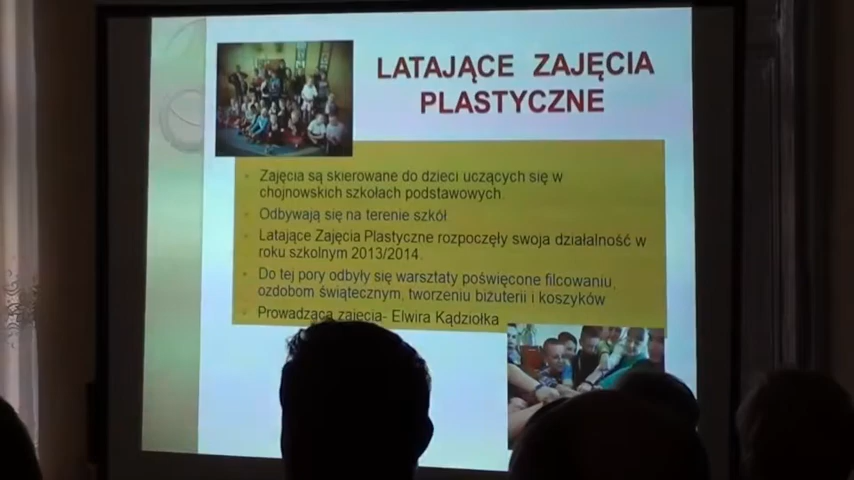 LATAJĄCE ZAJĘCIA
PLASTYCZNE
Zajęcia są skierowane do dzieci uczących się w
chojnowskich szkołach podstawowych.
Odbywają się na terenie szkół
Latające Zajęcia Plastyczne rozpoczęły swoja działalność w
roku szkolnym 2013/2014.
Do tej pory odbyły się warsztaty poświęcone filcowaniu,
ozdobom świątecznym, tworzeniu biżuterii i koszyków
Prowadząca zajęcia- Elwira Kądziołka